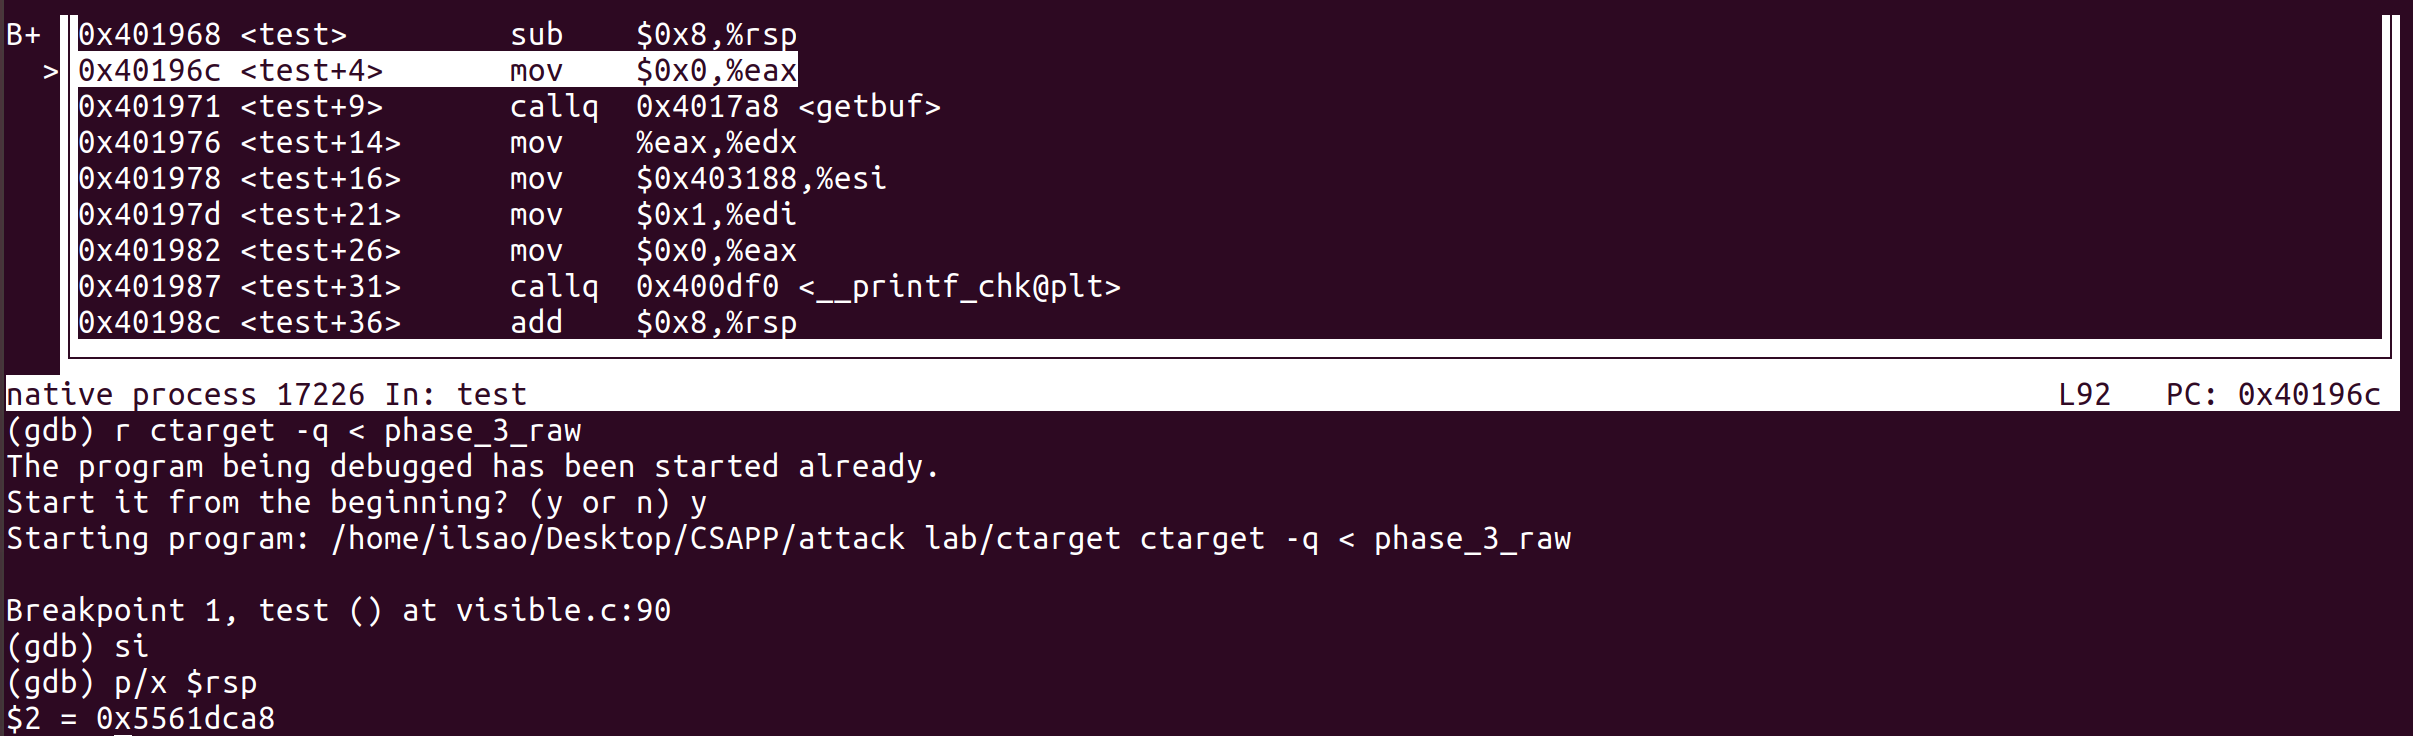 B+ 0x401968 <test> sub $0x8,%rsp
> 0x40196c <test+4> mov $0x0,%eax
0x401971 <test+9> callq 0x4017a8 <getbuf>
0x401976 <test+14> mov %eax,%edx
0x401978 <test+16> mov $0x403188,%esi
0x40197d <test+21> mov $0x1,%edi
0x401982 <test+26> mov $0x0,%eax
0x401987 <test+31> callq 0x400df0 <__printf_chk@plt>
0x40198c <test+36> add $0x8,%rsp
native process 17226 In: test L92 PC: 0x40196c
(gdb) r ctarget -q < phase_3_raw
The program being debugged has been started already.
Start it from the beginning? (y or n) y
Starting program: /home/ilsao/Desktop/CSAPP/attack lab/ctarget ctarget -q < phase_3_raw
Breakpoint 1, test () at visible.c:90
(gdb) si
(gdb) p/x $rsp
$2 = 0x5561dca8